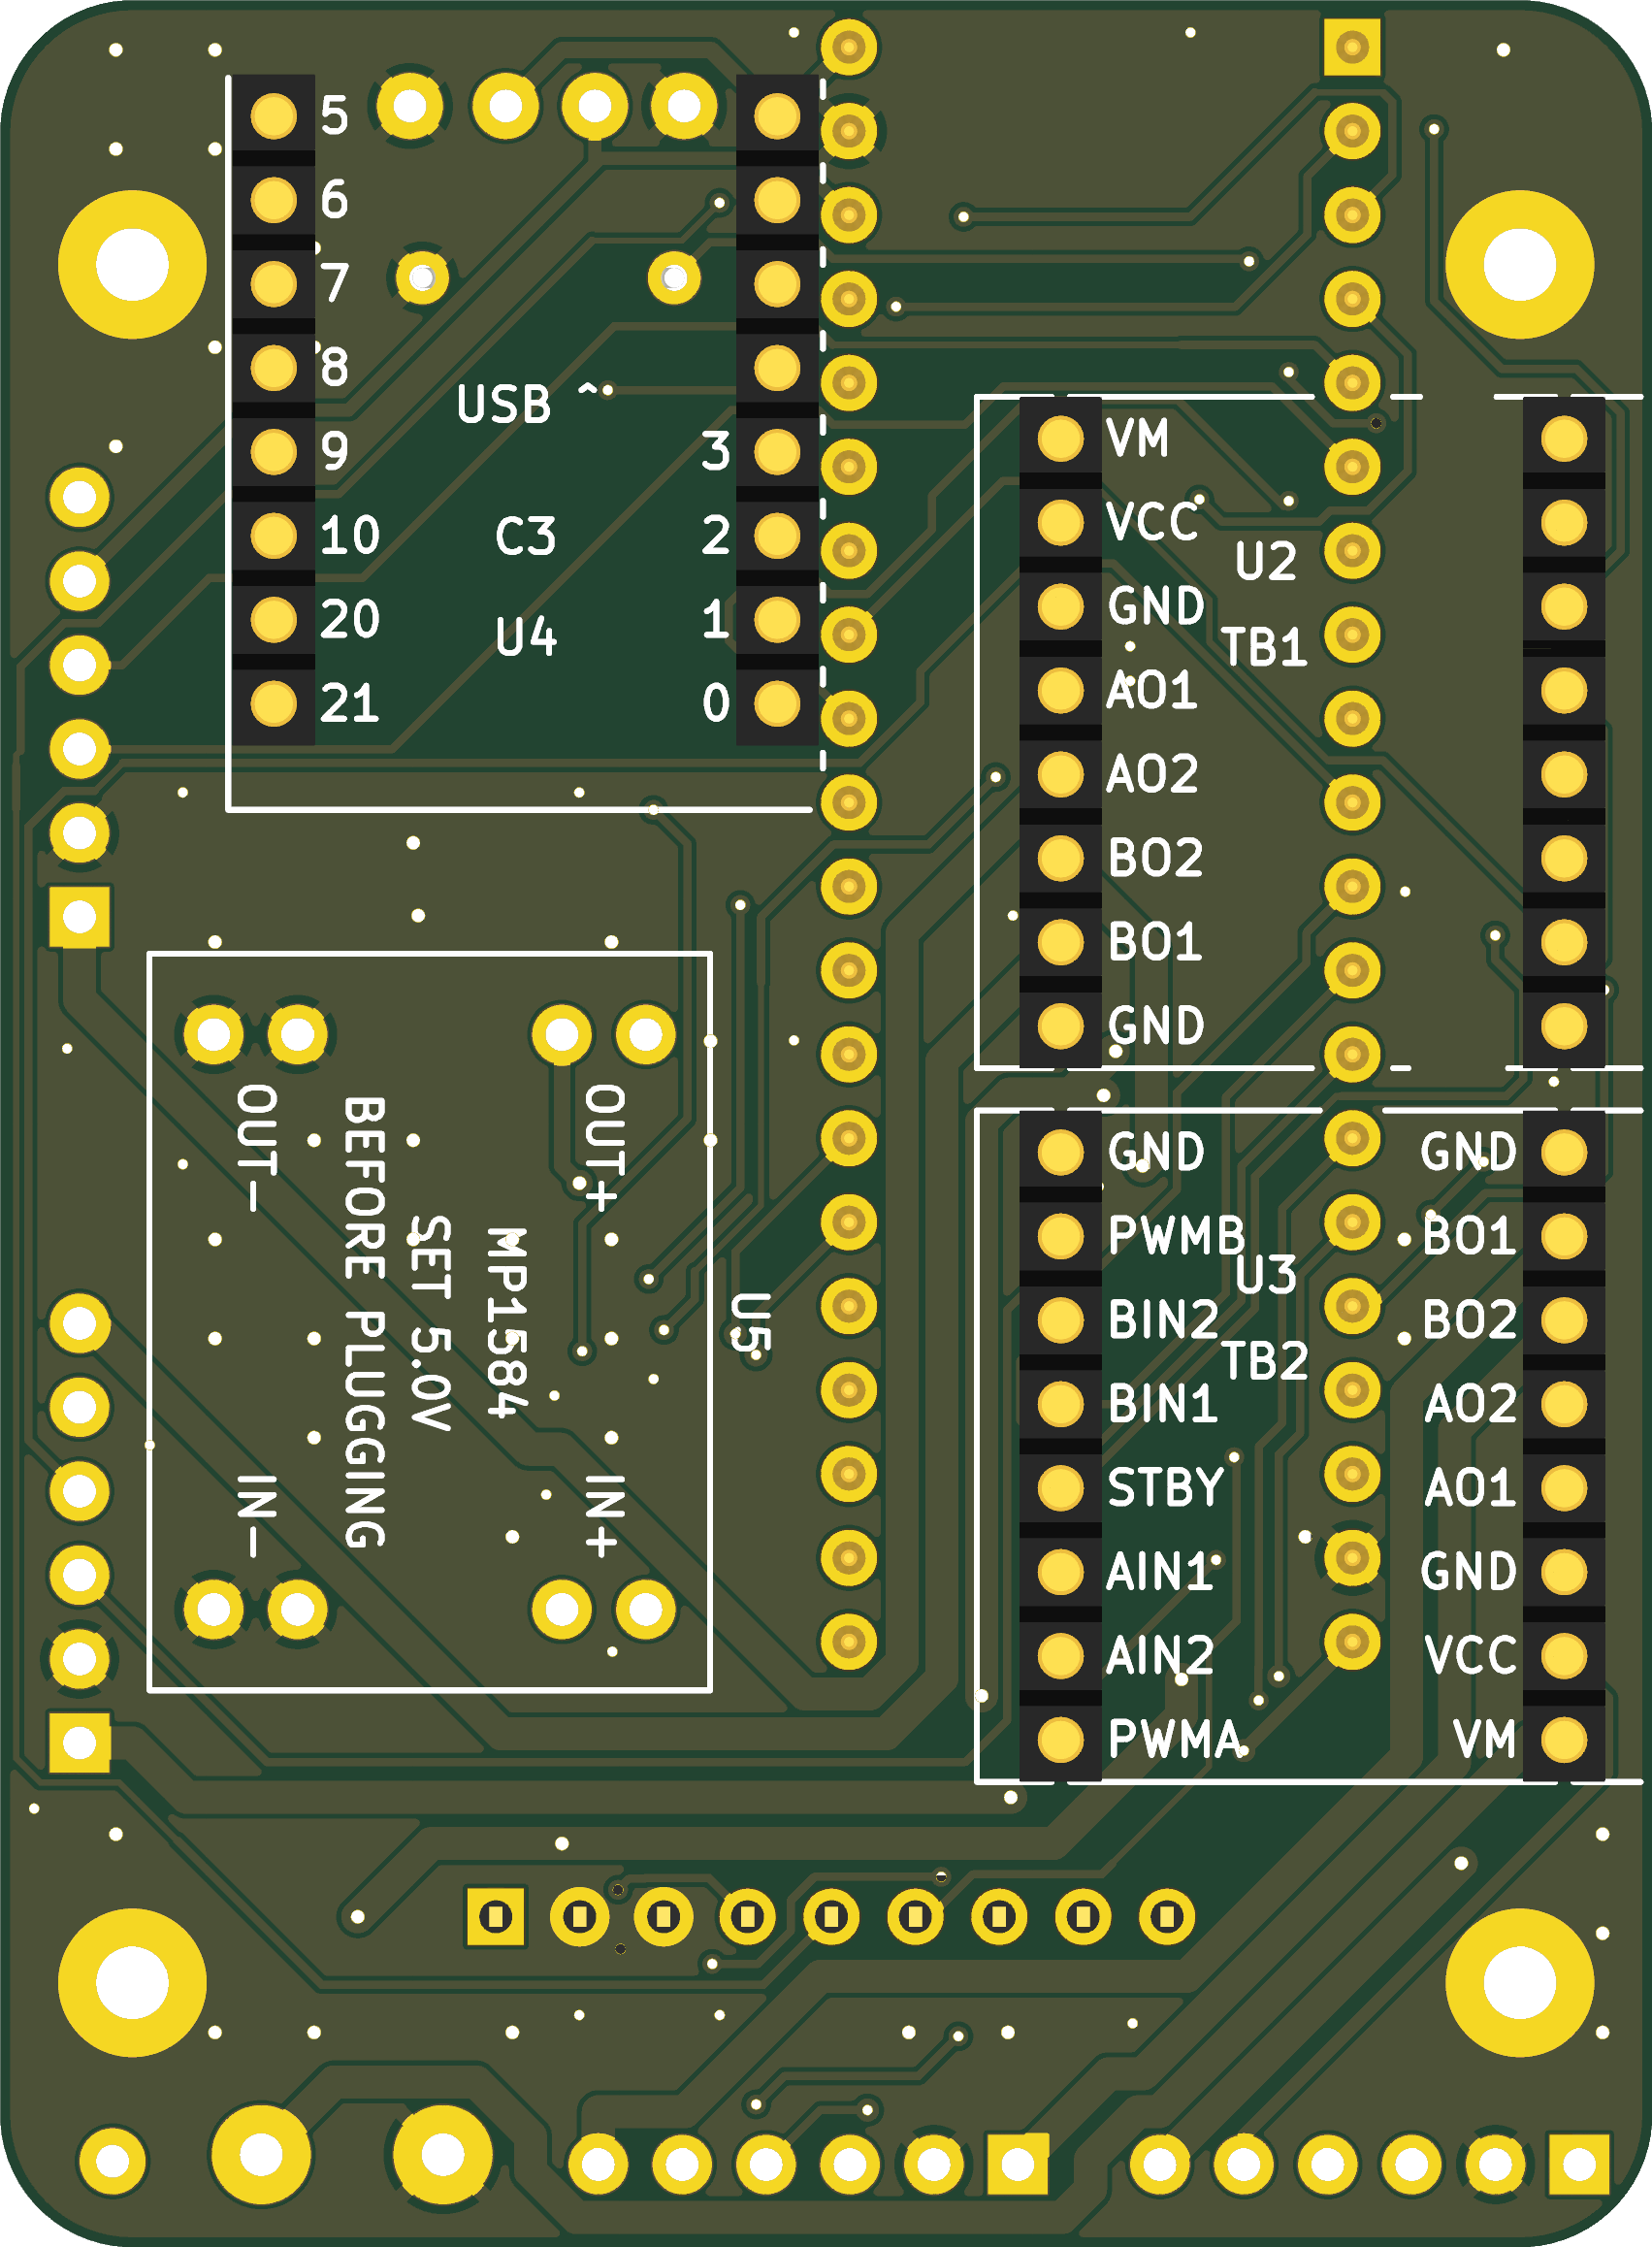 5
6
7
8
9
10
20
21
USB ^
C3
U4
3
2
1
0
VM
VCC
GND
AO1
AO2
BO2
BO1
GND
U2
TB1
OUT-
OUT+
BEFORE PLUGGING
SET 5.0V
MP1584
IN-
IN+
U5
GND
PWMB
BIN2
BIN1
STBY
AIN1
AIN2
PWMA
U3
TB2
GND
BO1
BO2
AO2
AO1
GND
VCC
VM